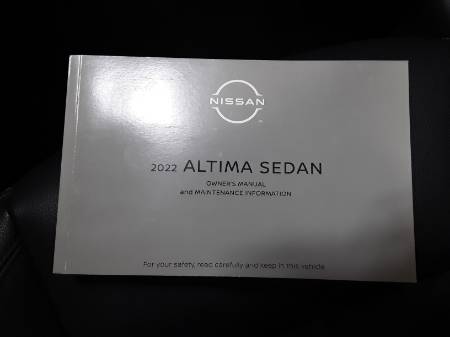 NISSAN
2022 ALTIMA SEDAN
OWNER'S MANUAL
and MAINTENANCE INFORMATION
For your safety, read carefully and keep in this vehicle.